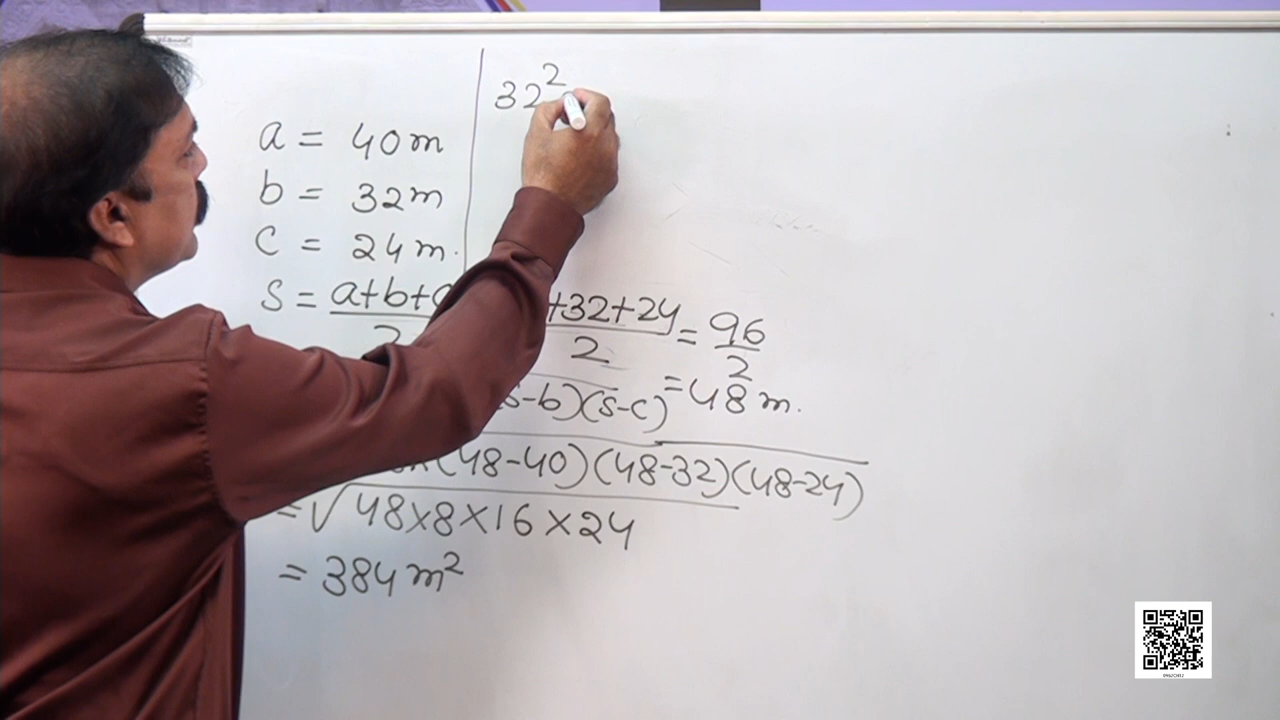 32²
a = 40m
b = 32m
c = 24m.
S = a+b+
+32+24 = 96
2 2
s-b)(s-c) = 48 m.
(48-40)(48-32)(48-24)
= √48×8×16×24
= 384 m²